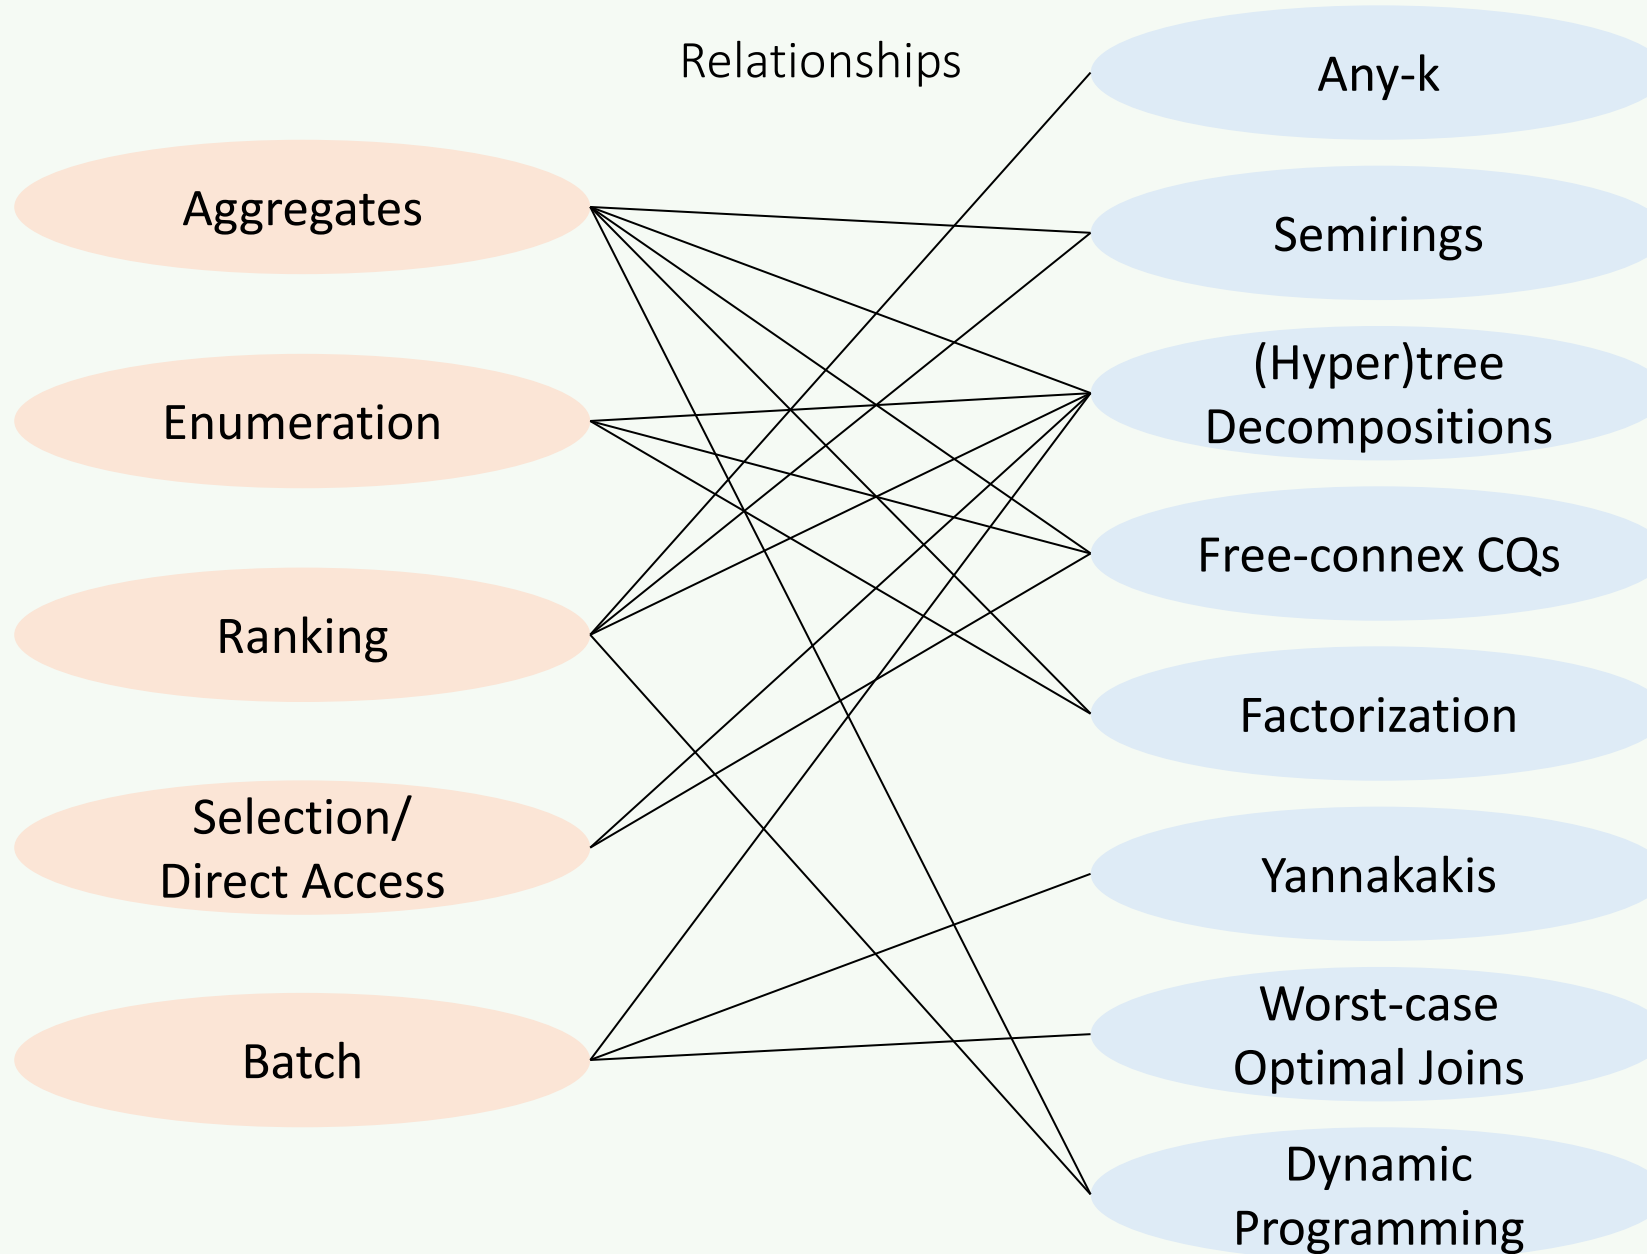 Relationships
Aggregates
Enumeration
Ranking
Selection/
Direct Access
Batch
Any-k
Semirings
(Hyper)tree
Decompositions
Free-connex CQs
Factorization
Yannakakis
Worst-case
Optimal Joins
Dynamic
Programming